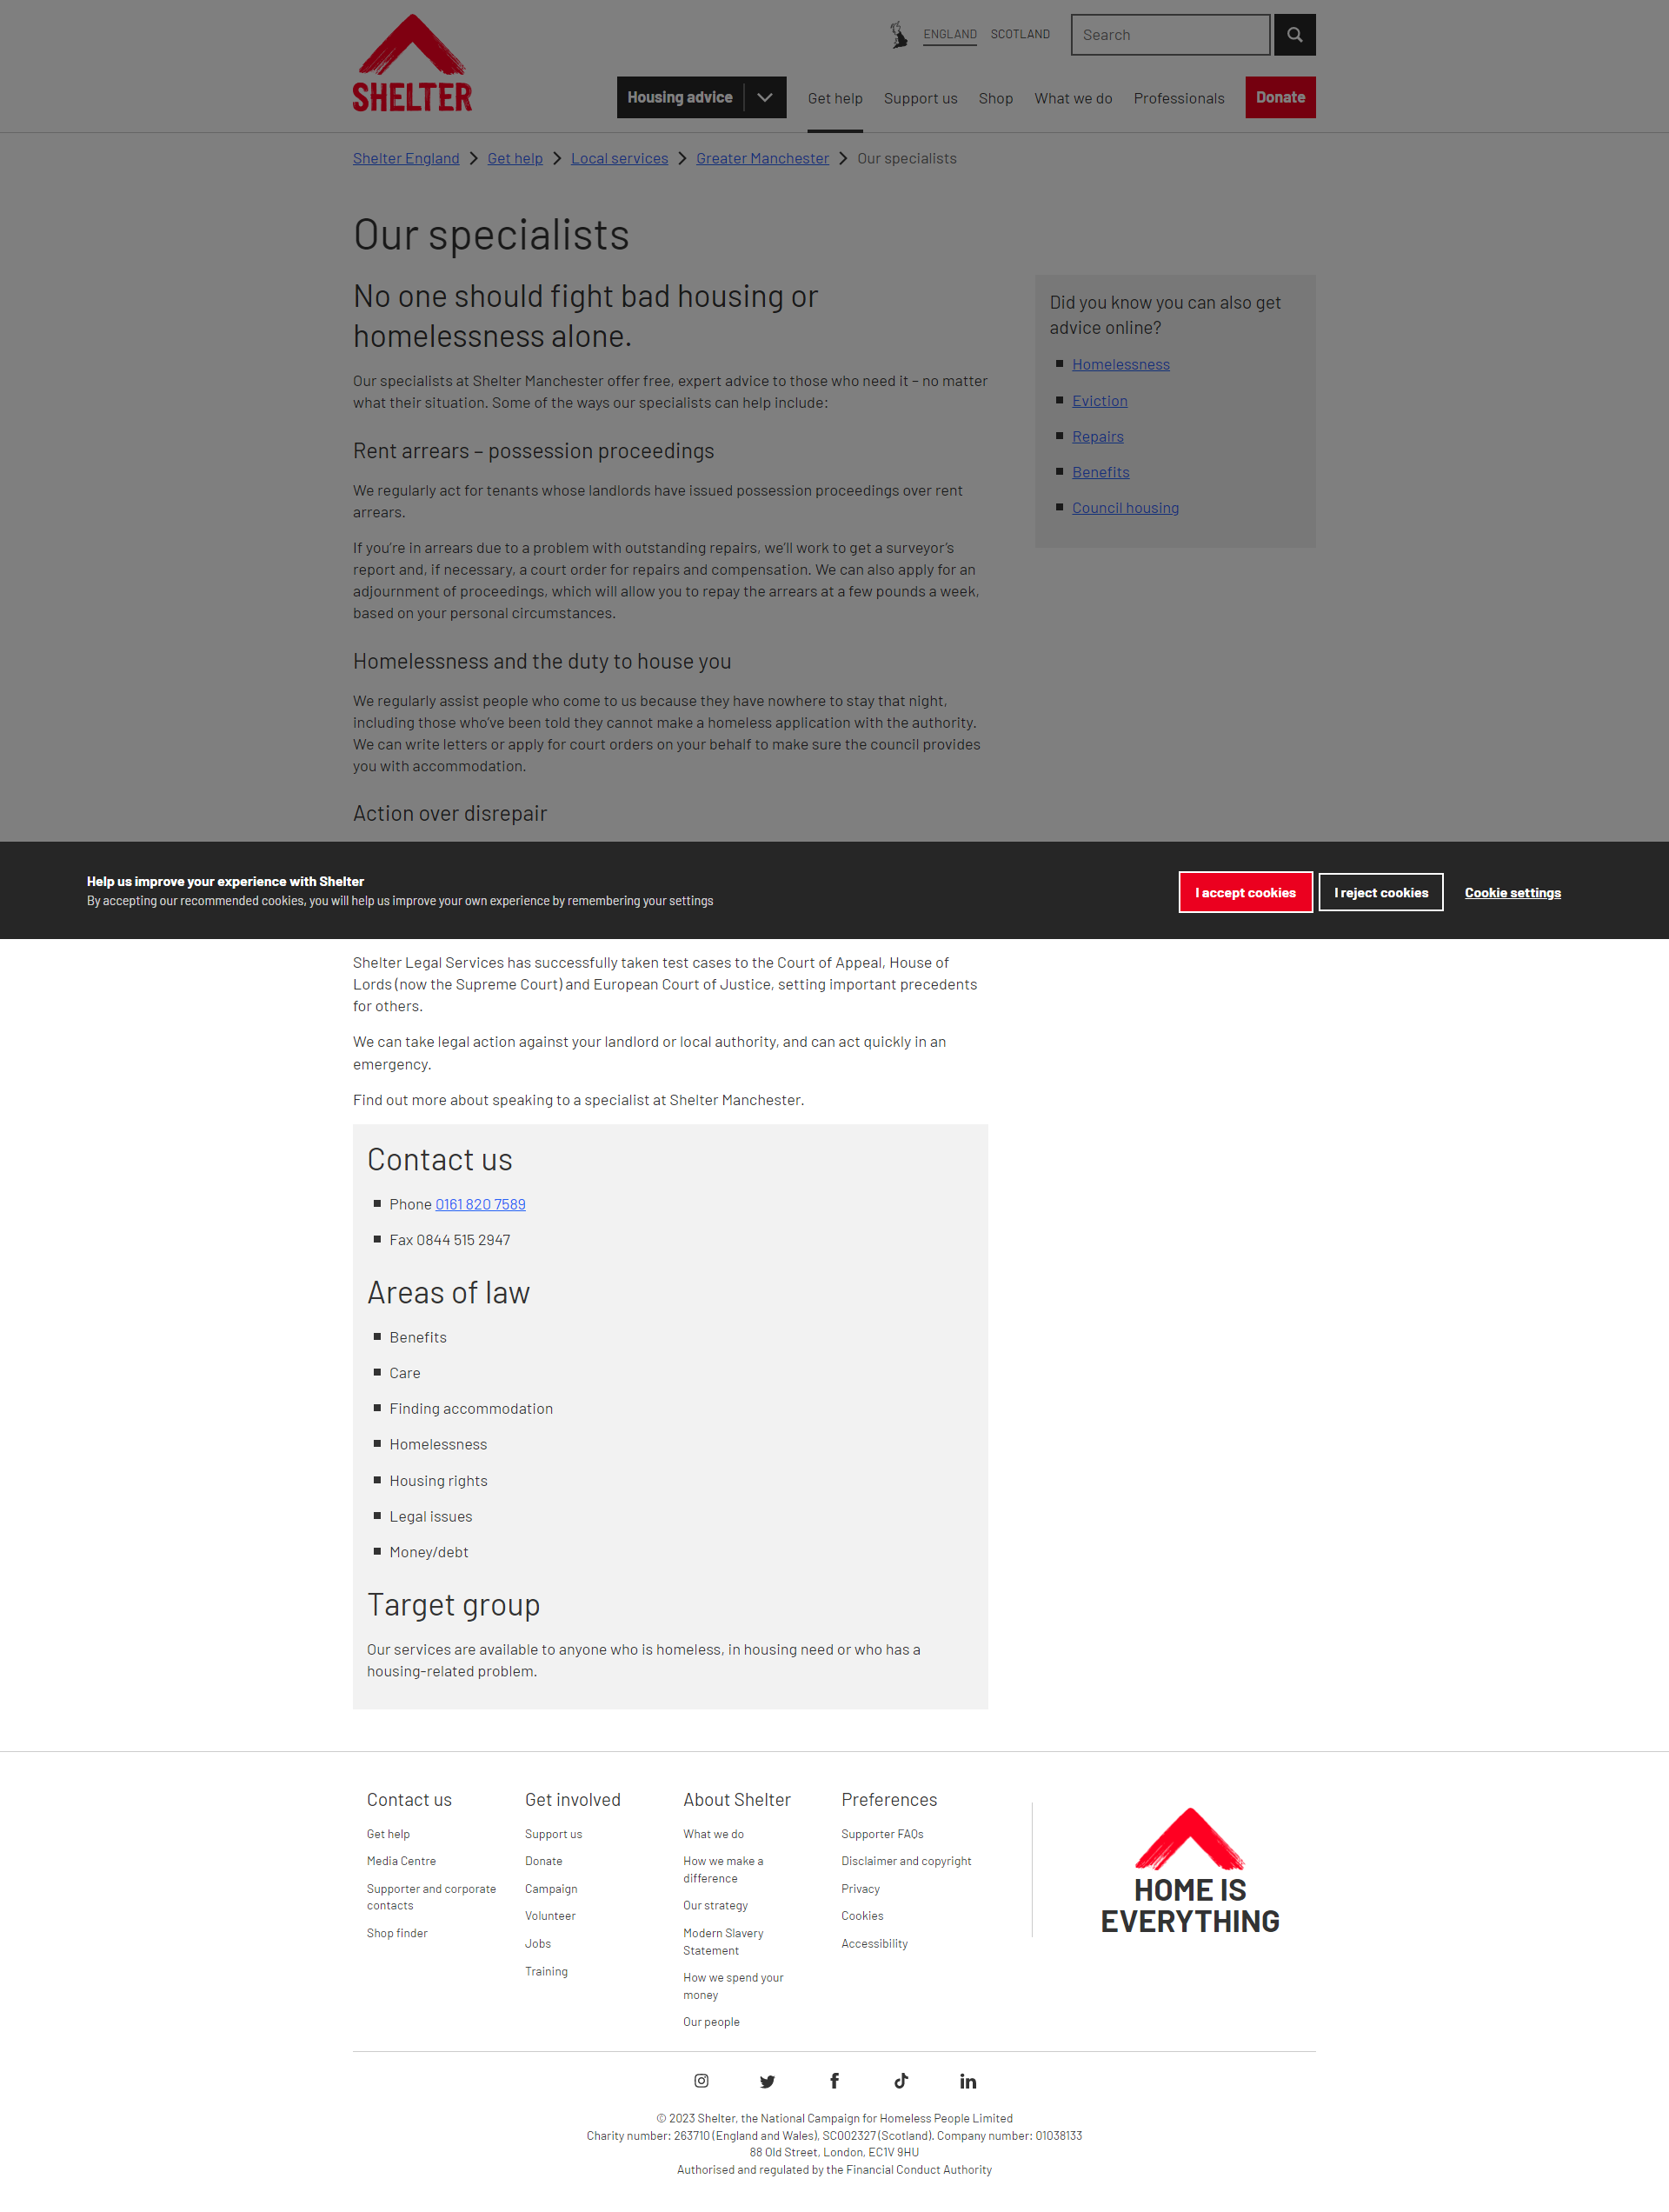 SHELTER
ENGLAND
SCOTLAND
Search
Housing advice
Get help
Support us
Shop
What we do
Professionals
Donate
Shelter England
Get help
Local services
Greater Manchester
Our specialists
Our specialists
No one should fight bad housing or
homelessness alone.
Our specialists at Shelter Manchester offer free, expert advice to those who need it – no matter
what their situation. Some of the ways our specialists can help include:
Rent arrears – possession proceedings
We regularly act for tenants whose landlords have issued possession proceedings over rent
arrears.
If you're in arrears due to a problem with outstanding repairs, we'll work to get a surveyor's
report and, if necessary, a court order for repairs and compensation. We can also apply for an
adjournment of proceedings, which will allow you to repay the arrears at a few pounds a week,
based on your personal circumstances.
Homelessness and the duty to house you
We regularly assist people who come to us because they have nowhere to stay that night,
including those who've been told they cannot make a homeless application with the authority.
We can write letters or apply for court orders on your behalf to make sure the council provides
you with accommodation.
Action over disrepair
Did you know you can also get
advice online?
Homelessness
Eviction
Repairs
Benefits
Council housing
Help us improve your experience with Shelter
By accepting our recommended cookies, you will help us improve your own experience by remembering your settings
I accept cookies
I reject cookies
Cookie settings
Shelter Legal Services has successfully taken test cases to the Court of Appeal, House of
Lords (now the Supreme Court) and European Court of Justice, setting important precedents
for others.
We can take legal action against your landlord or local authority, and can act quickly in an
emergency.
Find out more about speaking to a specialist at Shelter Manchester.
Contact us
Phone 0161 820 7589
Fax 0844 515 2947
Areas of law
Benefits
Care
Finding accommodation
Homelessness
Housing rights
Legal issues
Money/debt
Target group
Our services are available to anyone who is homeless, in housing need or who has a
housing-related problem.
Contact us
Get help
Media Centre
Supporter and corporate
contacts
Shop finder
Get involved
Support us
Donate
Campaign
Volunteer
Jobs
Training
About Shelter
What we do
How we make a
difference
Our strategy
Modern Slavery
Statement
How we spend your
money
Our people
Preferences
Supporter FAQs
Disclaimer and copyright
Privacy
Cookies
Accessibility
HOME IS
EVERYTHING
© 2023 Shelter, the National Campaign for Homeless People Limited
Charity number: 263710 (England and Wales), SC002327 (Scotland). Company number: 01038133
88 Old Street, London, EC1V 9HU
Authorised and regulated by the Financial Conduct Authority